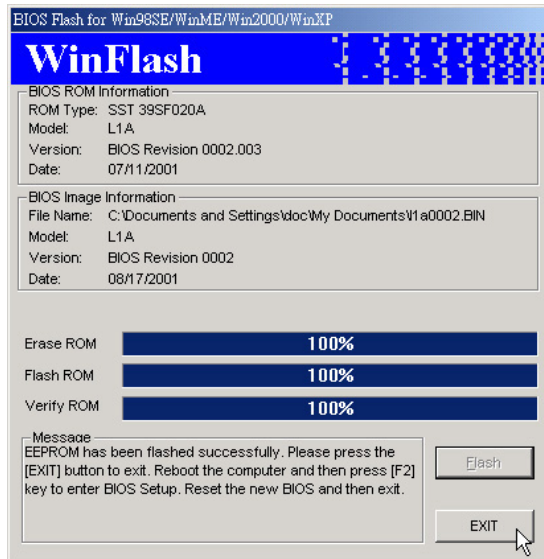 BIOS Flash for Win98SE/WinME/Win2000/WinXP
WinFlash
BIOS ROM Information
ROM Type: SST 39SF020A
Model: L1A
Version: BIOS Revision 0002.003
Date: 07/11/2001
BIOS Image Information
File Name: C:\Documents and Settings\doc\My Documents\l1a0002.BIN
Model: L1A
Version: BIOS Revision 0002
Date: 08/17/2001
Erase ROM 100%
Flash ROM 100%
Verify ROM 100%
Message
EEPROM has been flashed successfully. Please press the
[EXIT] button to exit. Reboot the computer and then press [F2]
key to enter BIOS Setup. Reset the new BIOS and then exit.
Flash
EXIT